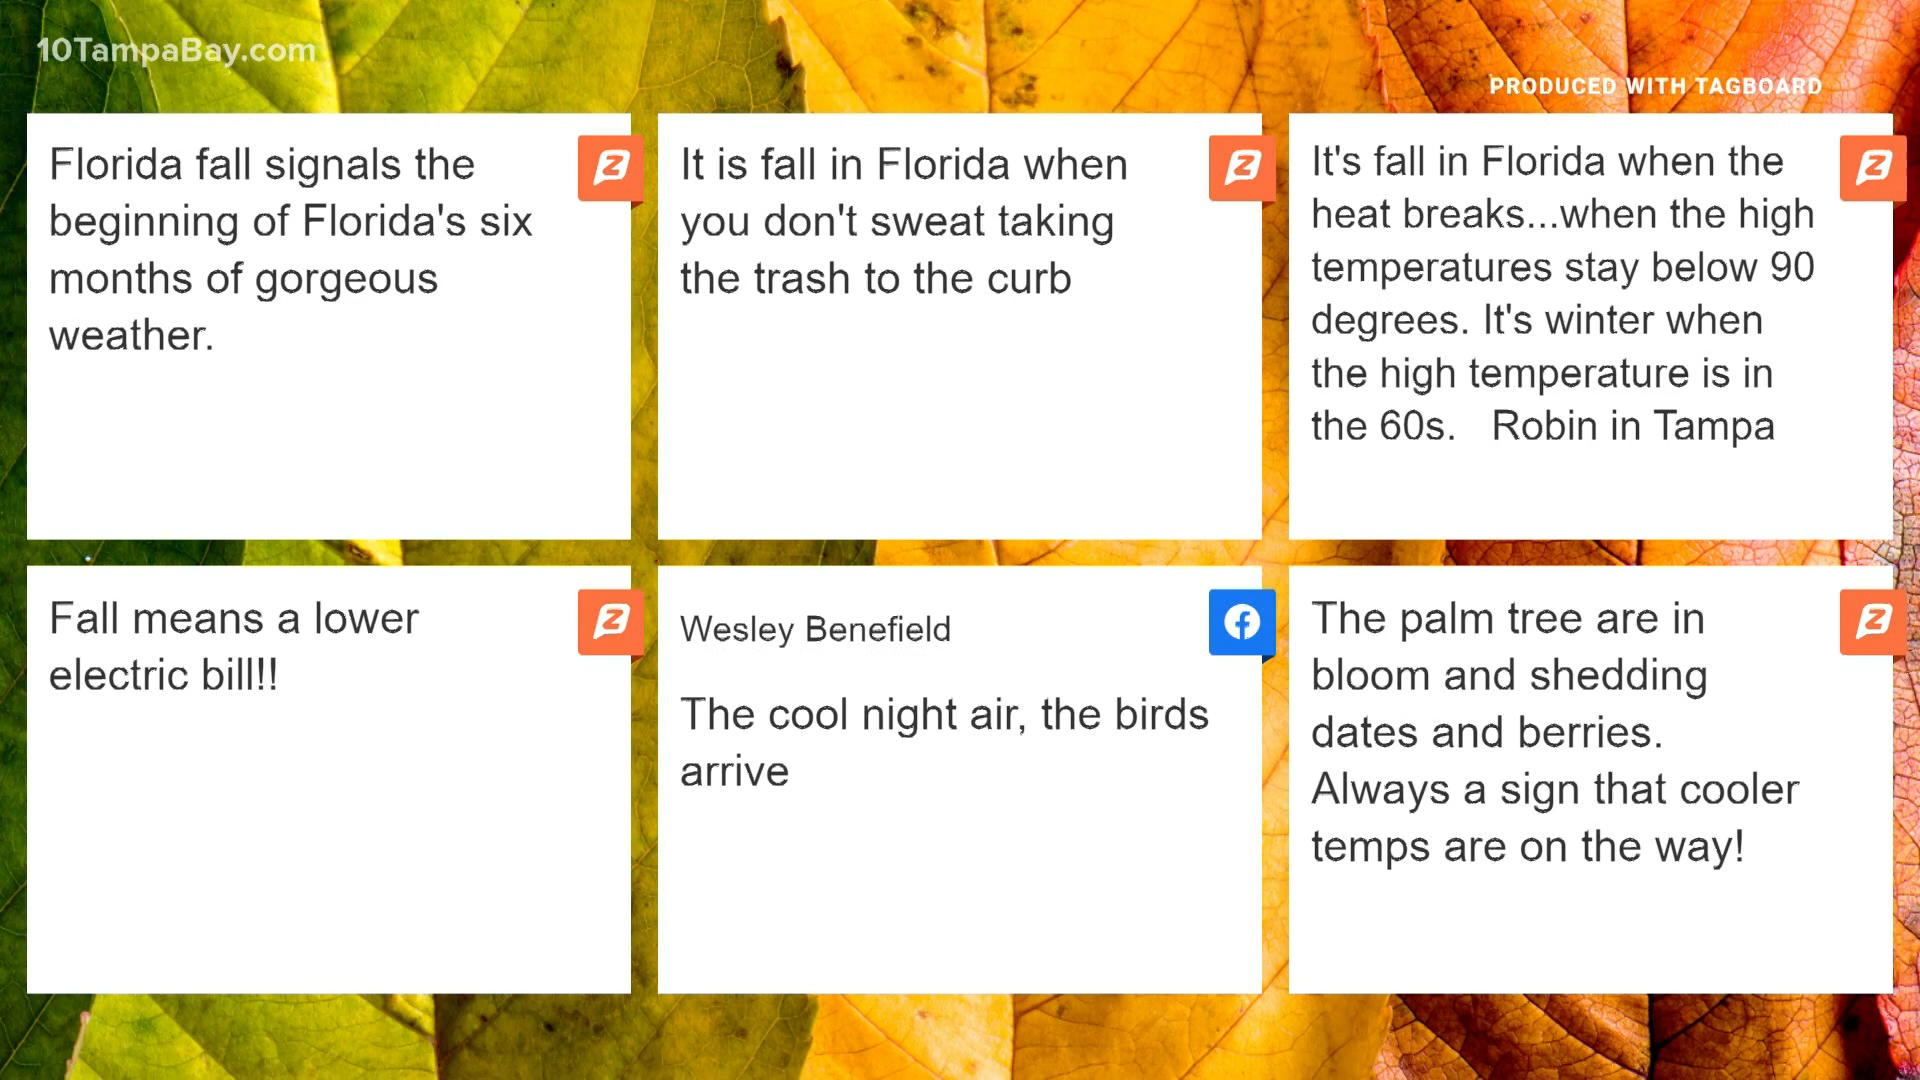 10TampaBay.com
PRODUCED WITH TAGBOARD
Florida fall signals the
beginning of Florida's six
months of gorgeous
weather.
It is fall in Florida when
you don't sweat taking
the trash to the curb
It's fall in Florida when the
heat breaks...when the high
temperatures stay below 90
degrees. It's winter when
the high temperature is in
the 60s.   Robin in Tampa
Fall means a lower
electric bill!!
Wesley Benefield
The cool night air, the birds
arrive
The palm tree are in
bloom and shedding
dates and berries.
Always a sign that cooler
temps are on the way!